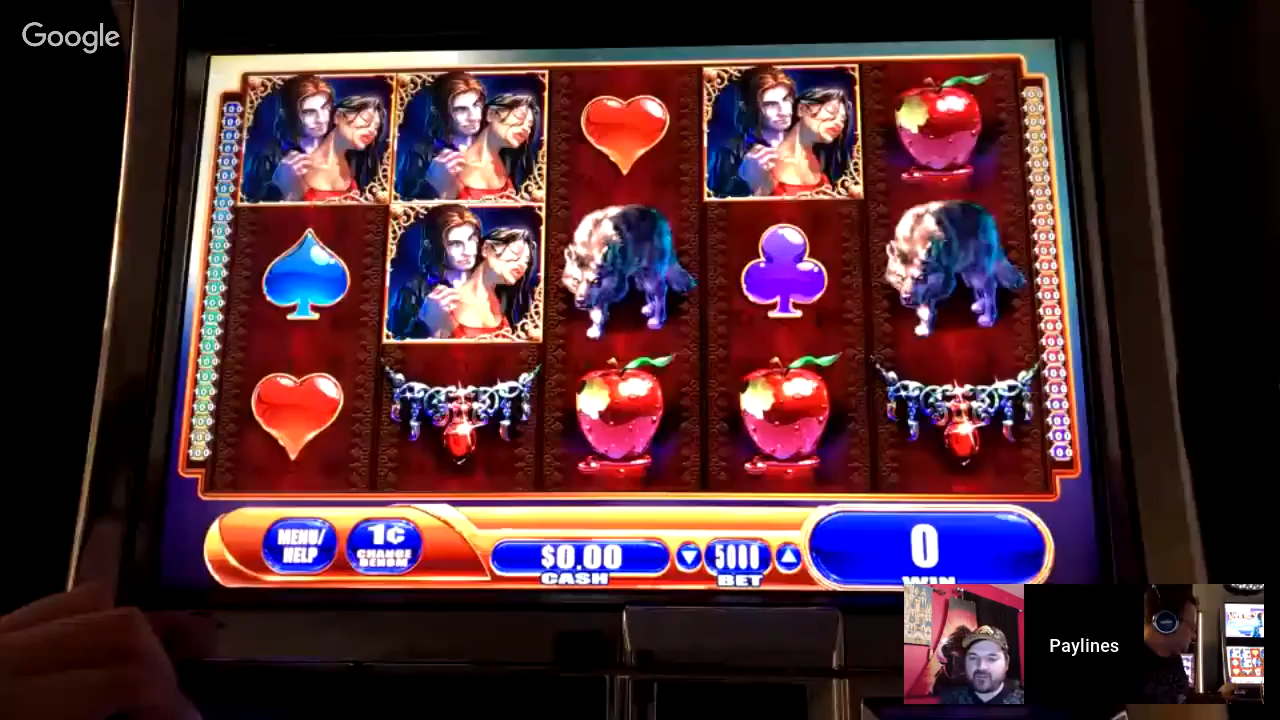 Google
MENU/
HELP
1¢
CHANGE
DENOM
$0.00
CASH
5000
BET
0
WIN
Paylines